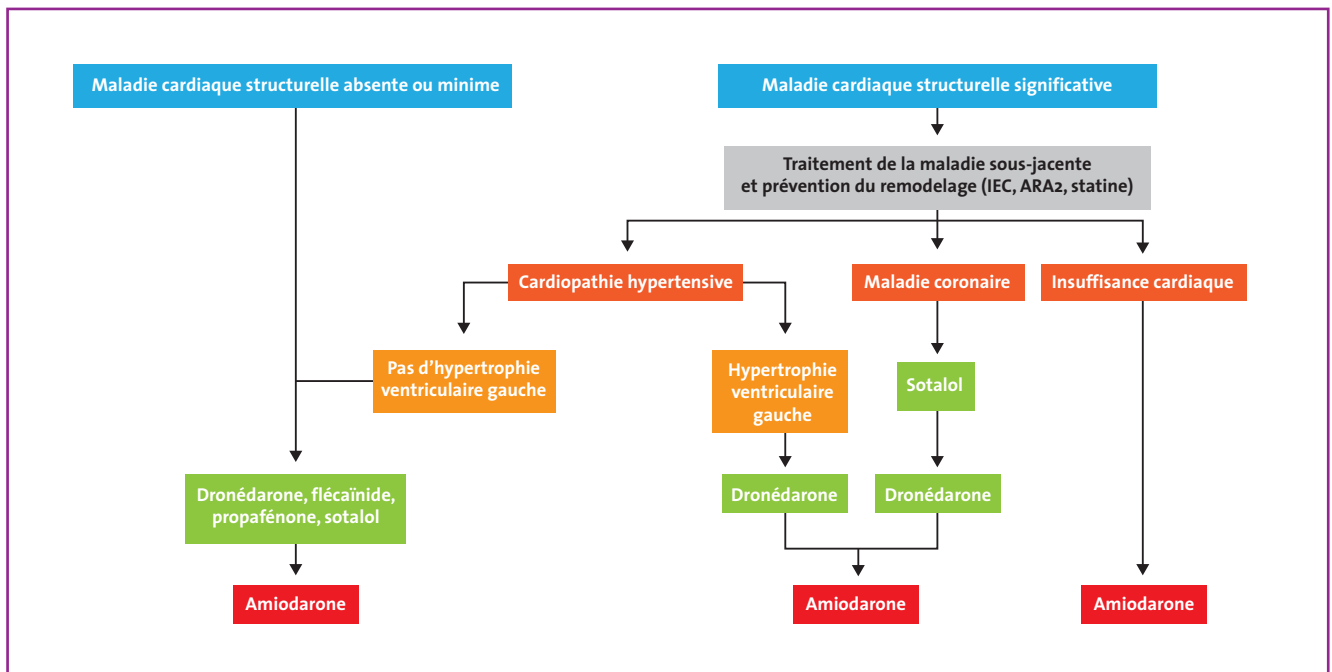 Maladie cardiaque structurelle absente ou minime
Maladie cardiaque structurelle significative
Traitement de la maladie sous-jacente
et prévention du remodelage (IEC, ARA2, statine)
Cardiopathie hypertensive
Maladie coronaire
Insuffisance cardiaque
Pas d’hypertrophie
ventriculaire gauche
Hypertrophie
ventriculaire
gauche
Sotalol
Dronédarone, flécaïnide,
propafénone, sotalol
Dronédarone
Dronédarone
Amiodarone
Amiodarone
Amiodarone